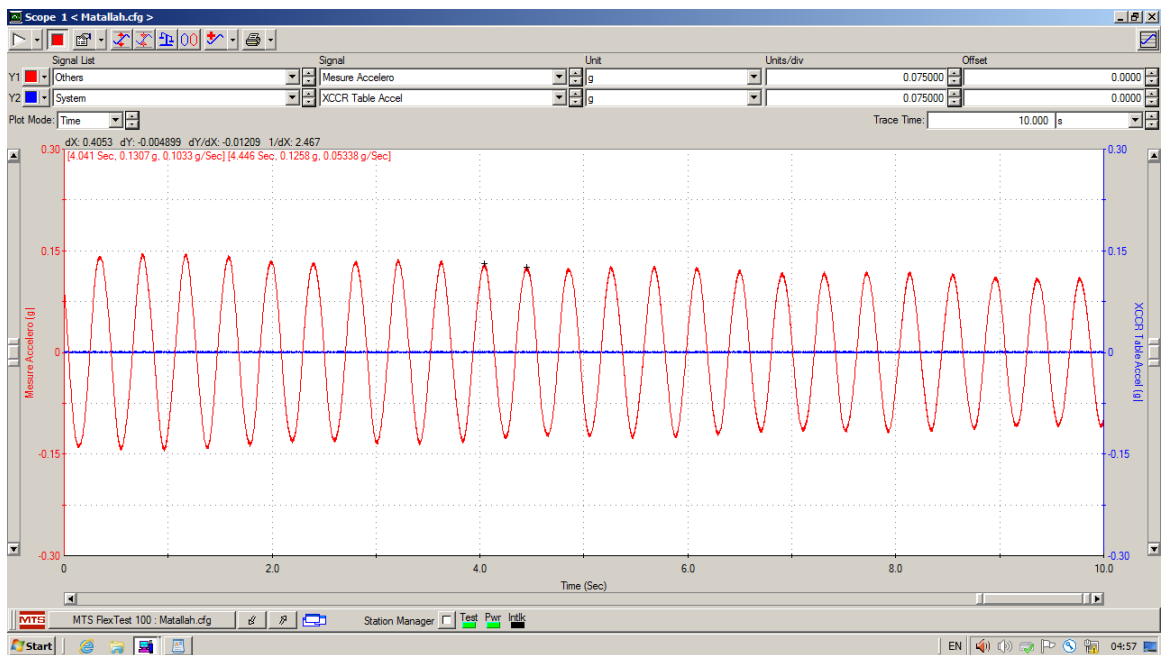 Scope 1 < Matallah.cfg >
Signal List Signal Unit Units/div Offset
Y1 Others Mesure Accelero g 0.075000 0.0000
Y2 System XCCR Table Accel g 0.075000 0.0000
Plot Mode: Time Trace Time: 10.000 s
dX: 0.4053 dY: -0.004899 dY/dX: -0.01209 1/dX: 2.467
[4.041 Sec, 0.1307 g, 0.1033 g/Sec] [4.446 Sec, 0.1258 g, 0.05338 g/Sec]
0.30 0.30
0.15 0.15
0 0
-0.15 -0.15
-0.30 -0.30
Mesure Accelero (g)
XCCR Table Accel (g)
0 2.0 4.0 6.0 8.0 10.0
Time (Sec)
MTS MTS FlexTest 100 : Matallah.cfg Station Manager Test Pwr Intlk
Start EN 04:57